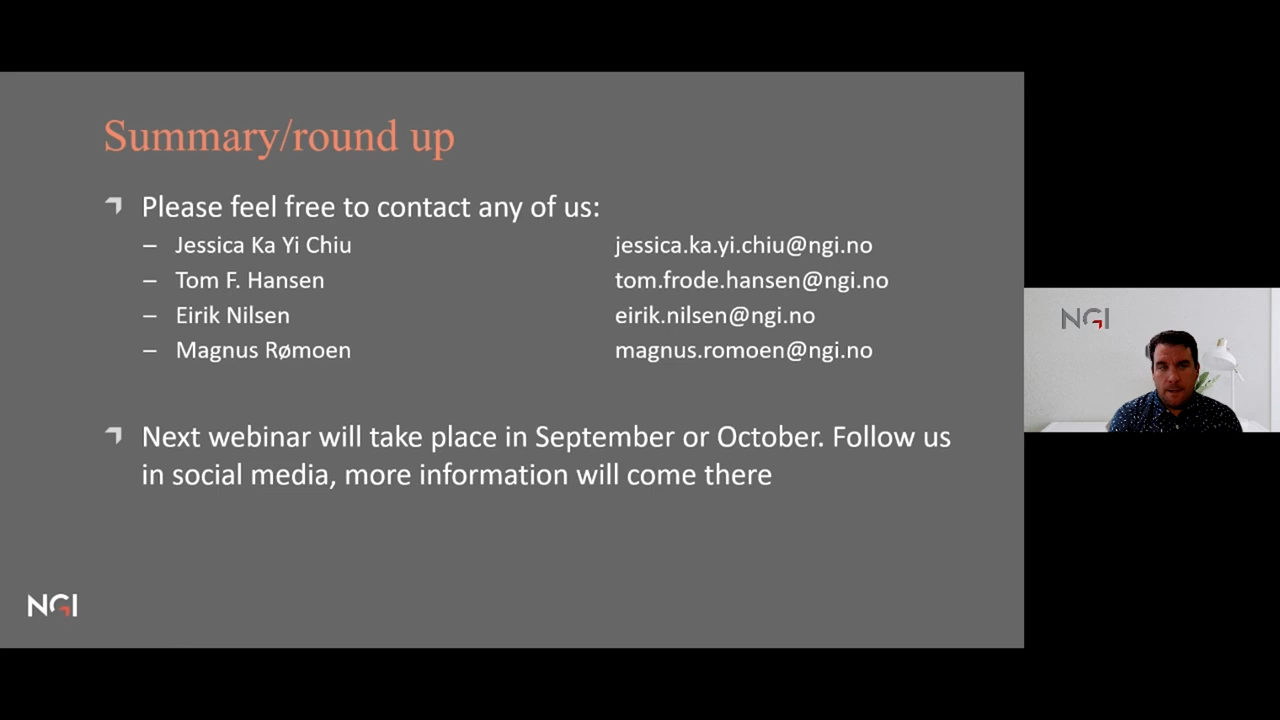 Summary/round up
Please feel free to contact any of us:
– Jessica Ka Yi Chiu jessica.ka.yi.chiu@ngi.no
– Tom F. Hansen tom.frode.hansen@ngi.no
– Eirik Nilsen eirik.nilsen@ngi.no
– Magnus Rømoen magnus.romoen@ngi.no
Next webinar will take place in September or October. Follow us
in social media, more information will come there
NGI
NGI